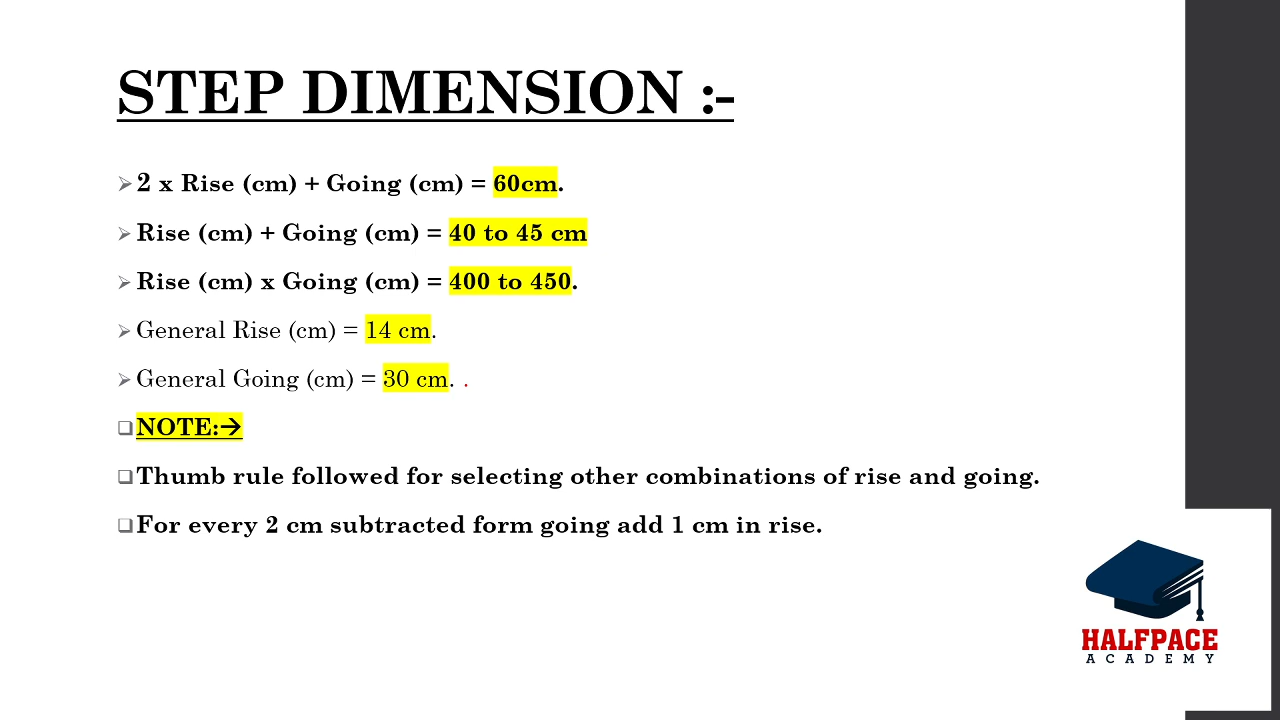 STEP DIMENSION :-
➢2 x Rise (cm) + Going (cm) = 60cm.
➢Rise (cm) + Going (cm) = 40 to 45 cm
➢Rise (cm) x Going (cm) = 400 to 450.
➢General Rise (cm) = 14 cm.
➢General Going (cm) = 30 cm. .
❑NOTE:→
❑Thumb rule followed for selecting other combinations of rise and going.
❑For every 2 cm subtracted form going add 1 cm in rise.
HALFPACE
ACADEMY